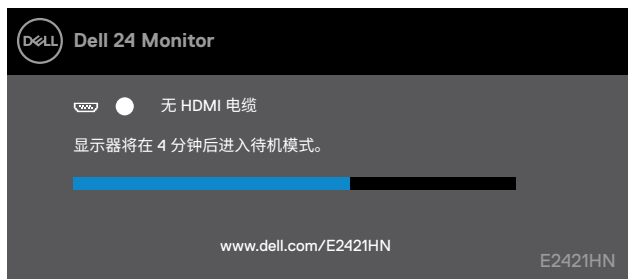 DELL
Dell 24 Monitor
无 HDMI 电缆
显示器将在 4 分钟后进入待机模式。
www.dell.com/E2421HN
E2421HN